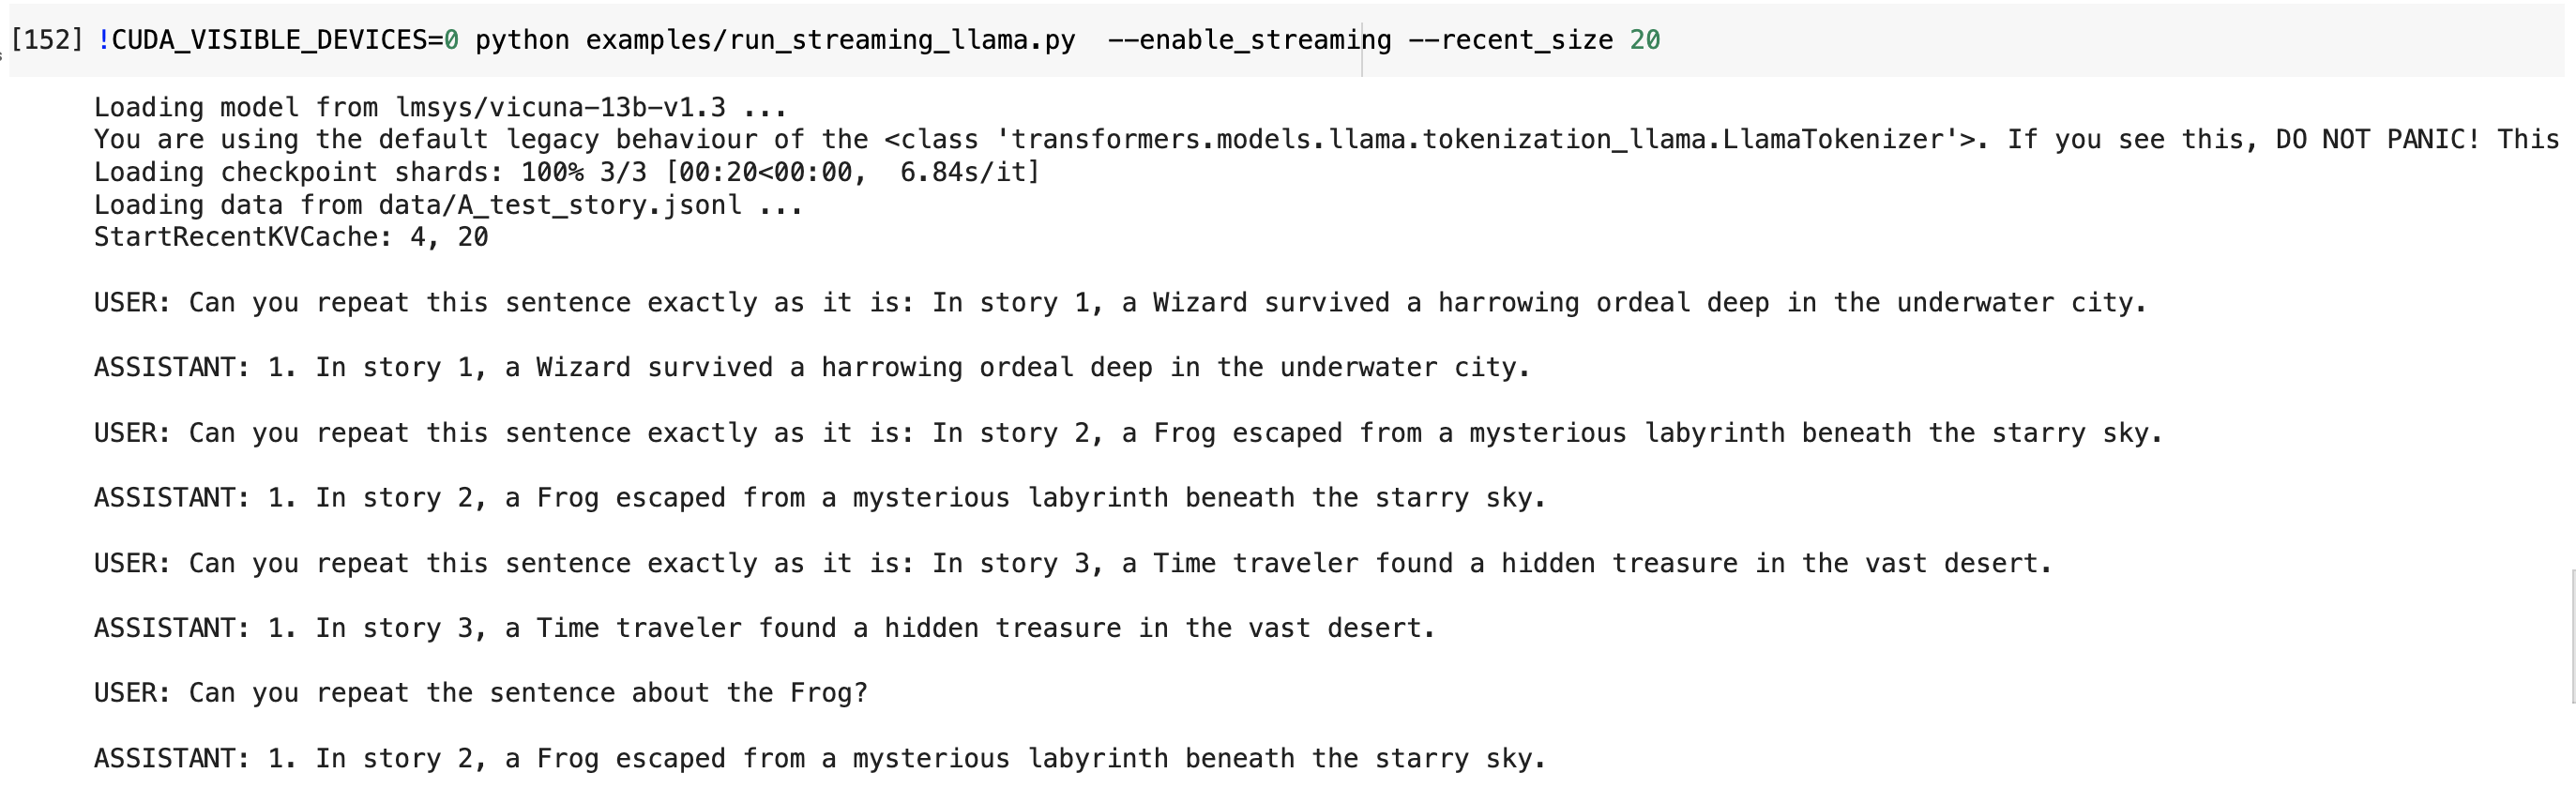 [152] !CUDA_VISIBLE_DEVICES=0 python examples/run_streaming_llama.py  --enable_streaming --recent_size 20
Loading model from lmsys/vicuna-13b-v1.3 ...
You are using the default legacy behaviour of the <class 'transformers.models.llama.tokenization_llama.LlamaTokenizer'>. If you see this, DO NOT PANIC! This
Loading checkpoint shards: 100% 3/3 [00:20<00:00,  6.84s/it]
Loading data from data/A_test_story.jsonl ...
StartRecentKVCache: 4, 20
USER: Can you repeat this sentence exactly as it is: In story 1, a Wizard survived a harrowing ordeal deep in the underwater city.
ASSISTANT: 1. In story 1, a Wizard survived a harrowing ordeal deep in the underwater city.
USER: Can you repeat this sentence exactly as it is: In story 2, a Frog escaped from a mysterious labyrinth beneath the starry sky.
ASSISTANT: 1. In story 2, a Frog escaped from a mysterious labyrinth beneath the starry sky.
USER: Can you repeat this sentence exactly as it is: In story 3, a Time traveler found a hidden treasure in the vast desert.
ASSISTANT: 1. In story 3, a Time traveler found a hidden treasure in the vast desert.
USER: Can you repeat the sentence about the Frog?
ASSISTANT: 1. In story 2, a Frog escaped from a mysterious labyrinth beneath the starry sky.